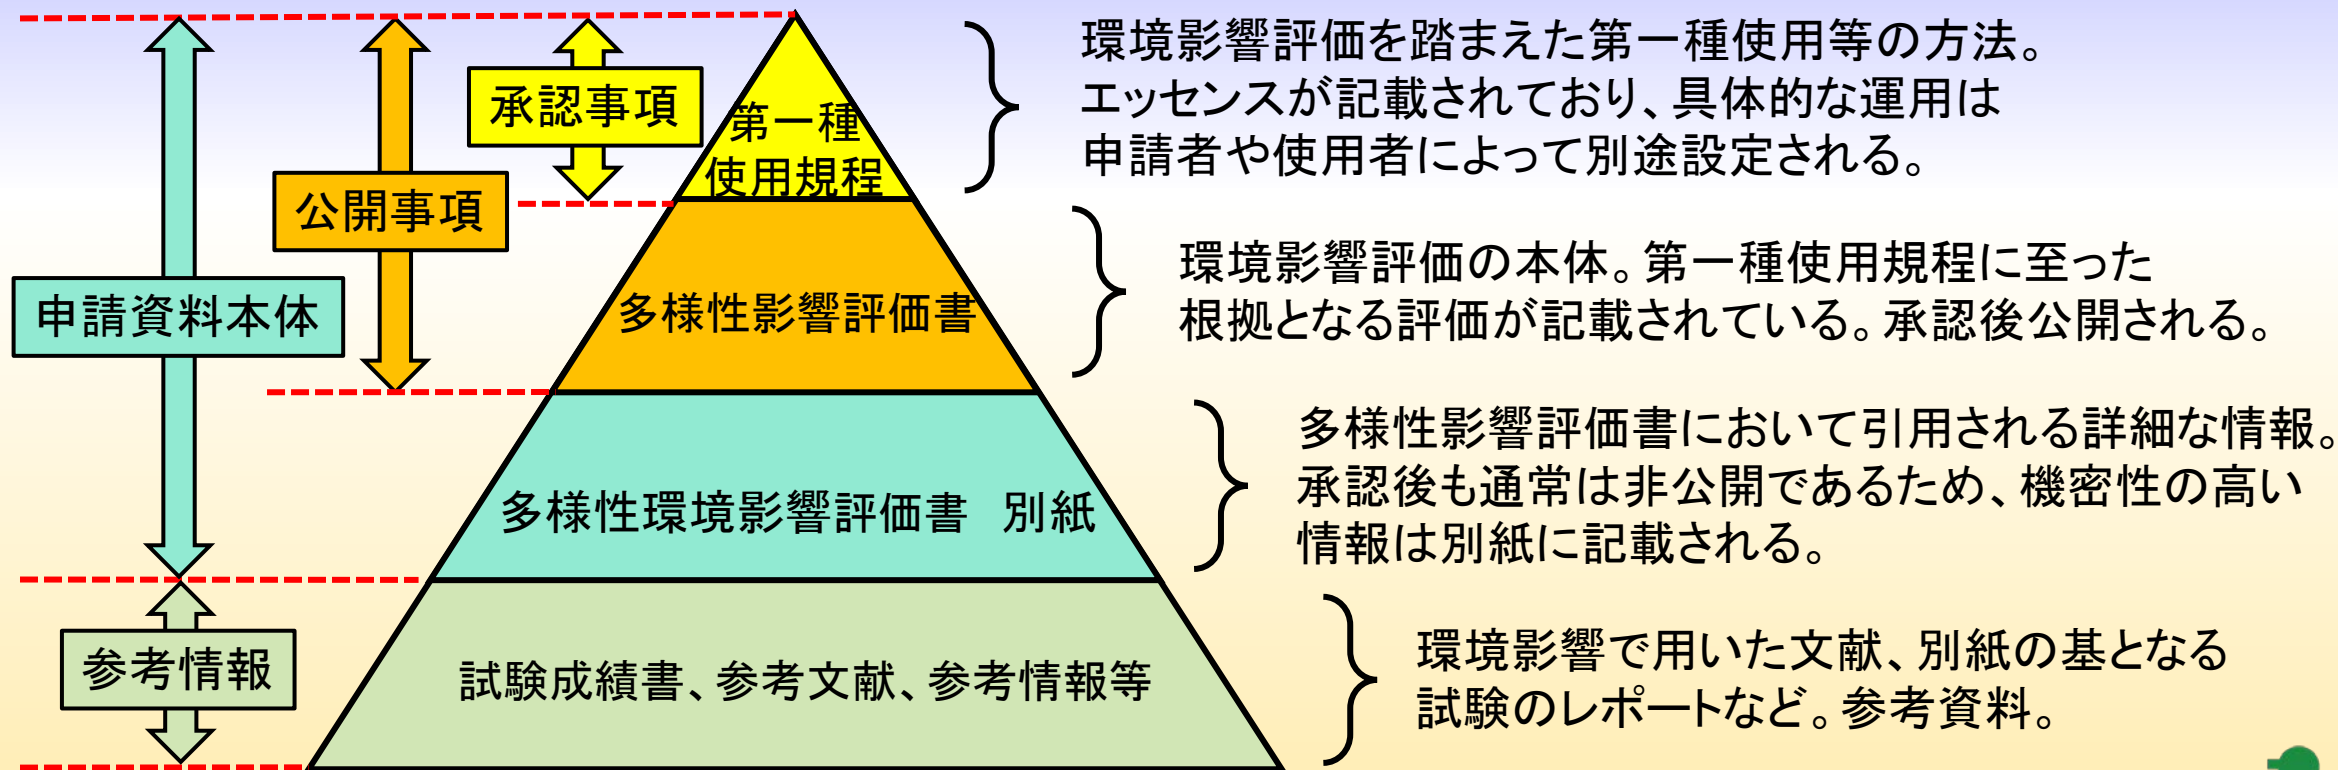 環境影響評価を踏まえた第一種使用等の方法。
エッセンスが記載されており、具体的な運用は
申請者や使用者によって別途設定される。
承認事項
第一種
使用規程
公開事項
環境影響評価の本体。第一種使用規程に至った
根拠となる評価が記載されている。承認後公開される。
申請資料本体
多様性影響評価書
多様性影響評価書において引用される詳細な情報。
承認後も通常は非公開であるため、機密性の高い
情報は別紙に記載される。
多様性環境影響評価書　別紙
環境影響で用いた文献、別紙の基となる
試験のレポートなど。参考資料。
参考情報
試験成績書、参考文献、参考情報等